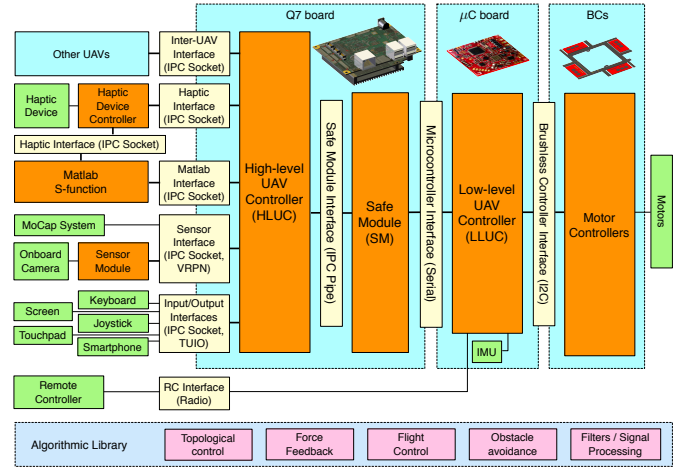 Q7 board
μC board
BCs
Other UAVs
Inter-UAV
Interface
(IPC Socket)
Haptic
Device
Haptic
Device
Controller
Haptic
Interface
(IPC Socket)
Haptic Interface (IPC Socket)
Matlab
S-function
Matlab
Interface
(IPC Socket)
MoCap System
Onboard
Camera
Sensor
Module
Sensor
Interface
(IPC Socket,
VRPN)
Keyboard
Screen
Joystick
Touchpad
Smartphone
Input/Output
Interfaces
(IPC Socket,
TUIO)
Remote
Controller
RC Interface
(Radio)
High-level
UAV
Controller
(HLUC)
Safe Module Interface (IPC Pipe)
Safe
Module
(SM)
Microcontroller Interface (Serial)
Low-level
UAV
Controller
(LLUC)
IMU
Brushless Controller Interface (I2C)
Motor
Controllers
Motors
Algorithmic Library
Topological
control
Force
Feedback
Flight
Control
Obstacle
avoidance
Filters / Signal
Processing